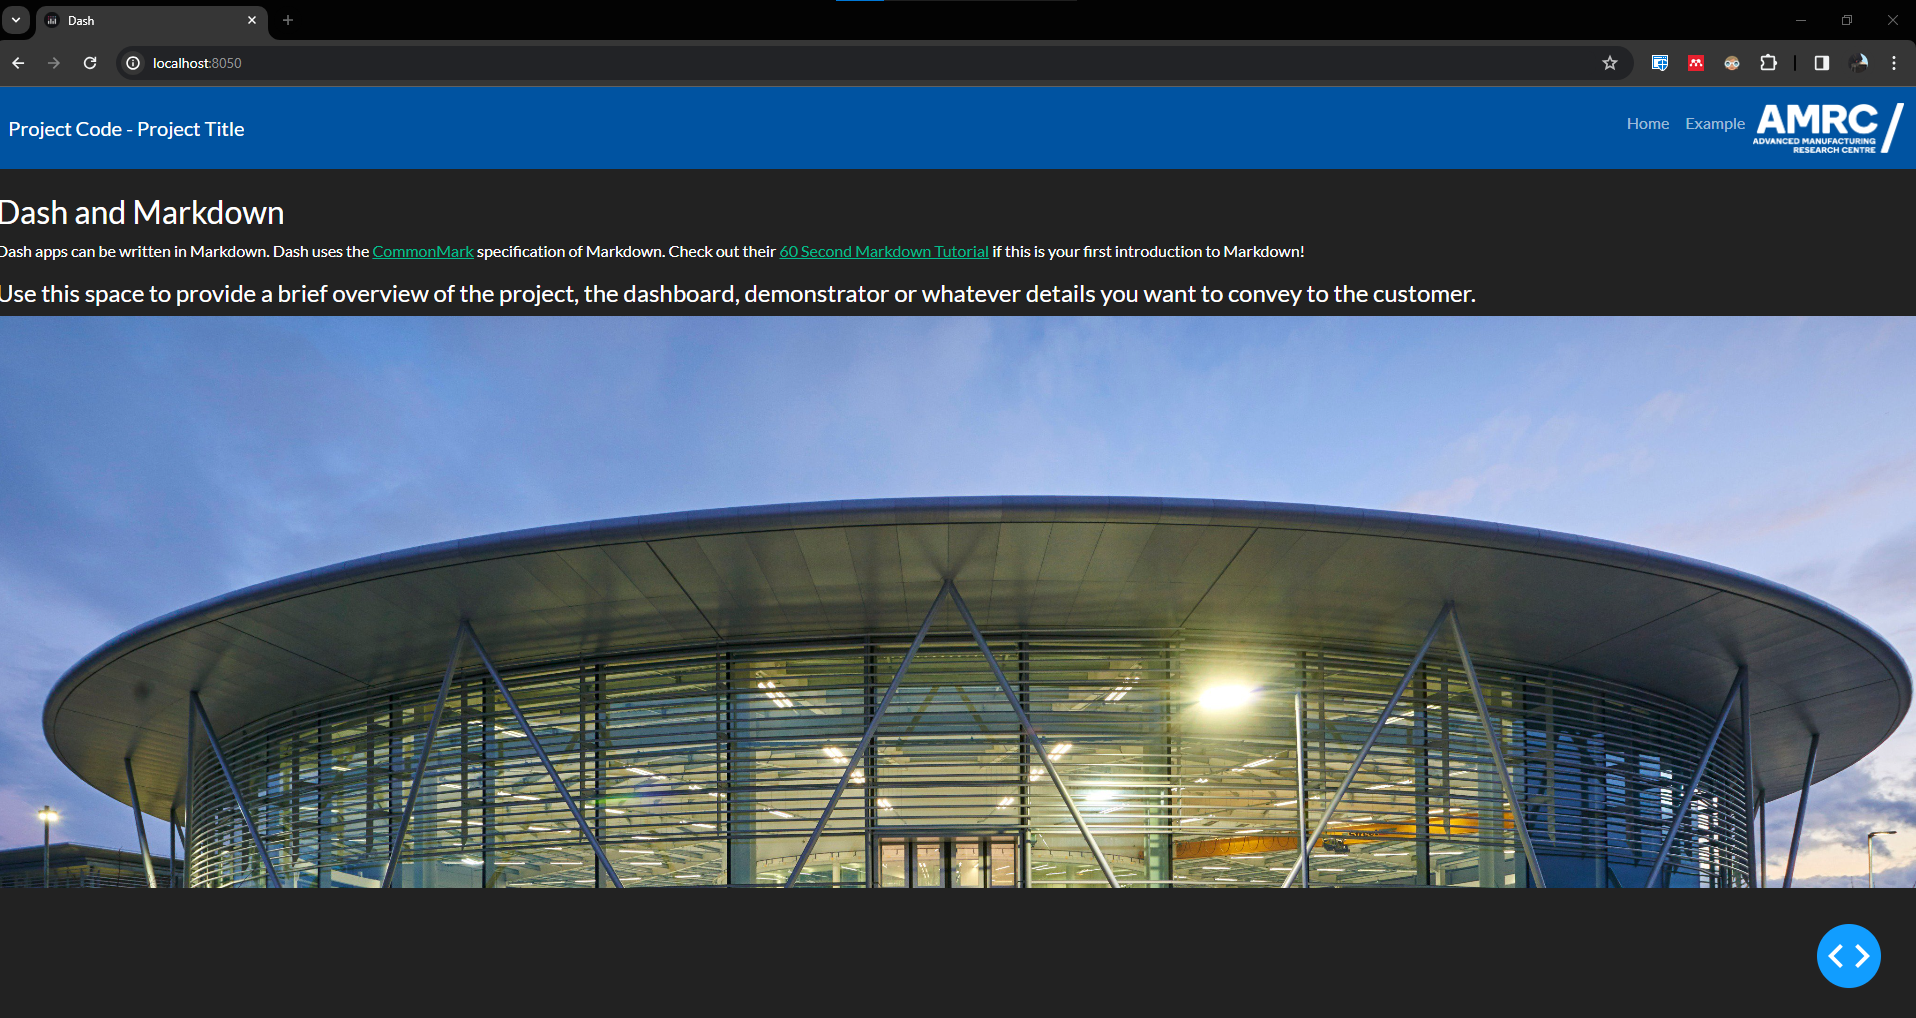 Dash
localhost:8050
Project Code - Project Title
Home Example
AMRC
ADVANCED MANUFACTURING
RESEARCH CENTRE
Dash and Markdown
Dash apps can be written in Markdown. Dash uses the CommonMark specification of Markdown. Check out their 60 Second Markdown Tutorial if this is your first introduction to Markdown!
Use this space to provide a brief overview of the project, the dashboard, demonstrator or whatever details you want to convey to the customer.